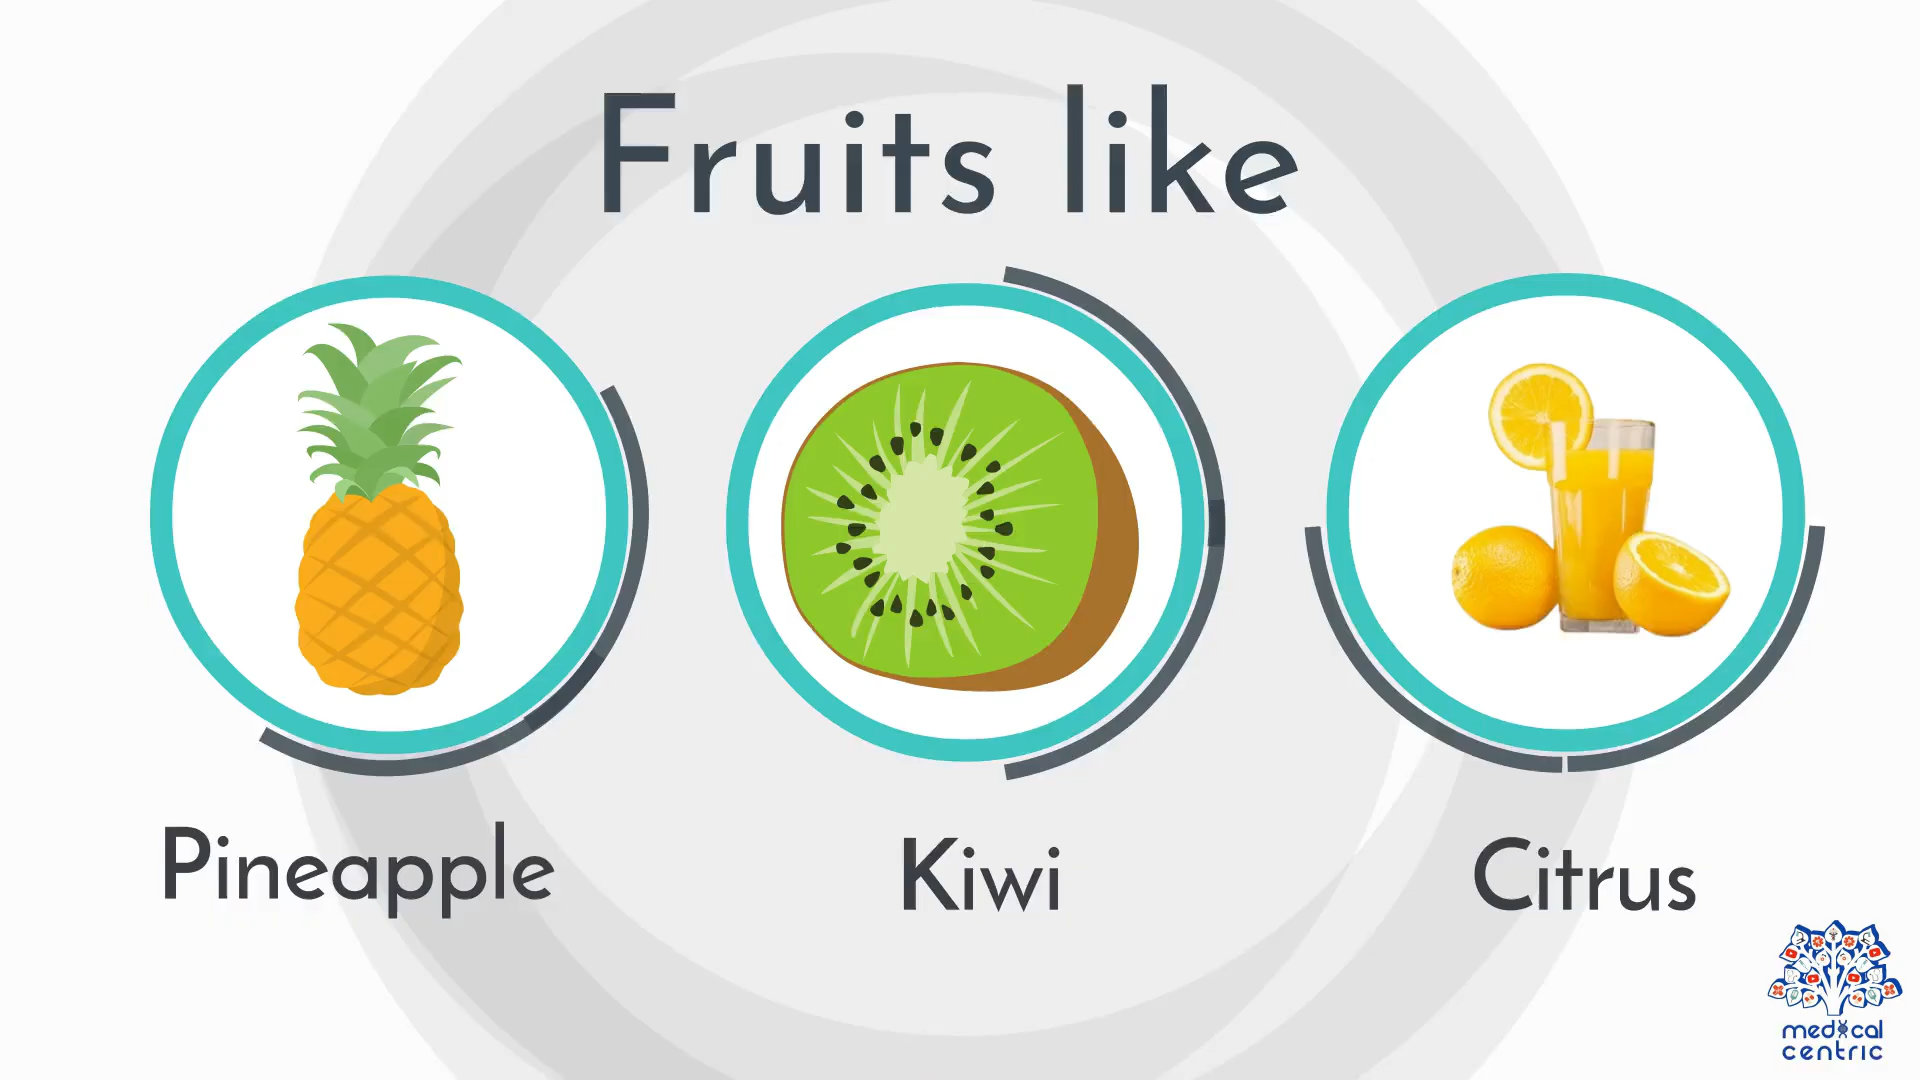 Fruits like
Pineapple
Kiwi
Citrus
medical
centric